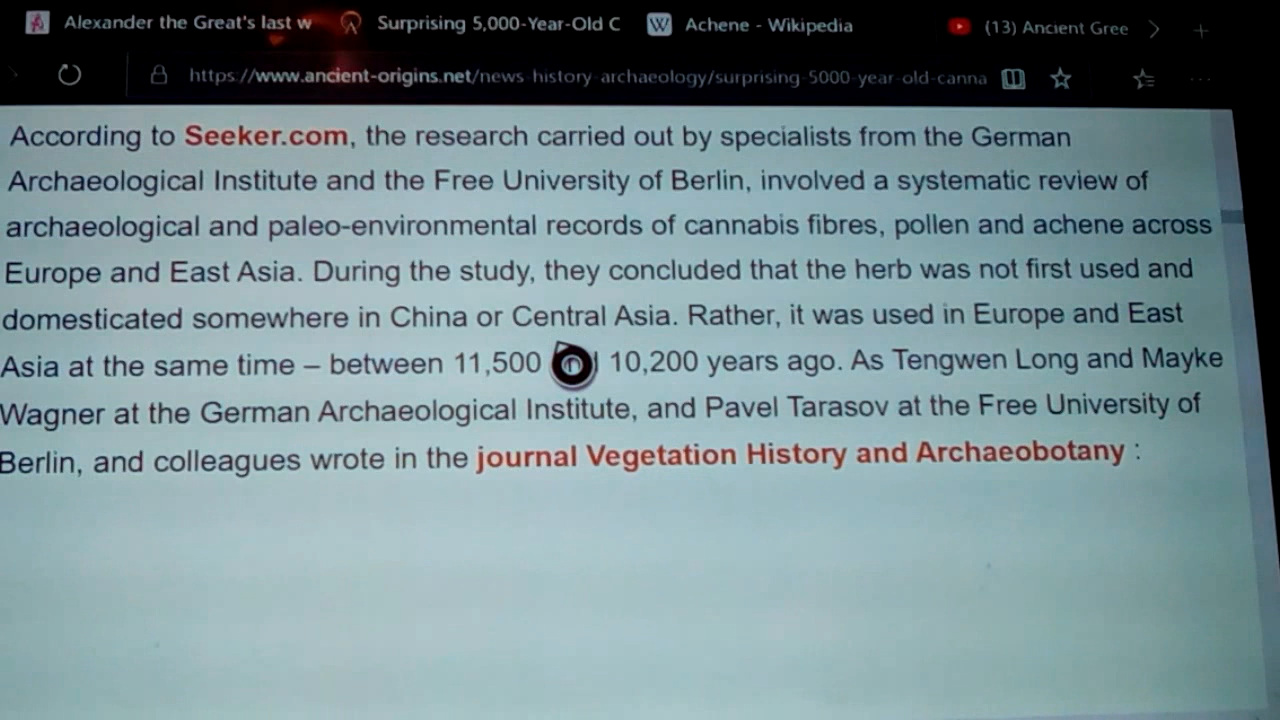 Alexander the Great's last w
Surprising 5,000-Year-Old C
W
Achene - Wikipedia
(13) Ancient Gree
https://www.ancient-origins.net/news-history-archaeology/surprising-5000-year-old-canna
According to Seeker.com, the research carried out by specialists from the German
Archaeological Institute and the Free University of Berlin, involved a systematic review of
archaeological and paleo-environmental records of cannabis fibres, pollen and achene across
Europe and East Asia. During the study, they concluded that the herb was not first used and
domesticated somewhere in China or Central Asia. Rather, it was used in Europe and East
Asia at the same time – between 11,500 10,200 years ago. As Tengwen Long and Mayke
Wagner at the German Archaeological Institute, and Pavel Tarasov at the Free University of
Berlin, and colleagues wrote in the journal Vegetation History and Archaeobotany :